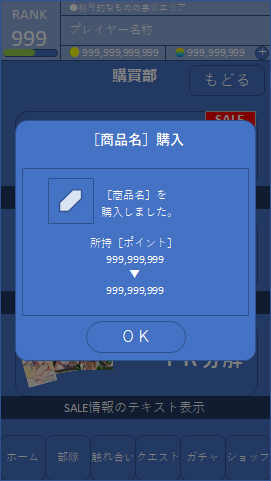 RANK
999
●称号的なものの表示エリア
プレイヤー名称
999,999,999,999
999,999,999
購買部
もどる
SALE
［商品名］購入
［商品名］を
購入しました。
所持［ポイント］
999,999,999
▼
999,999,999
ＯＫ
SALE情報のテキスト表示
ホーム
部隊
触れ合い
クエスト
ガチャ
ショップ